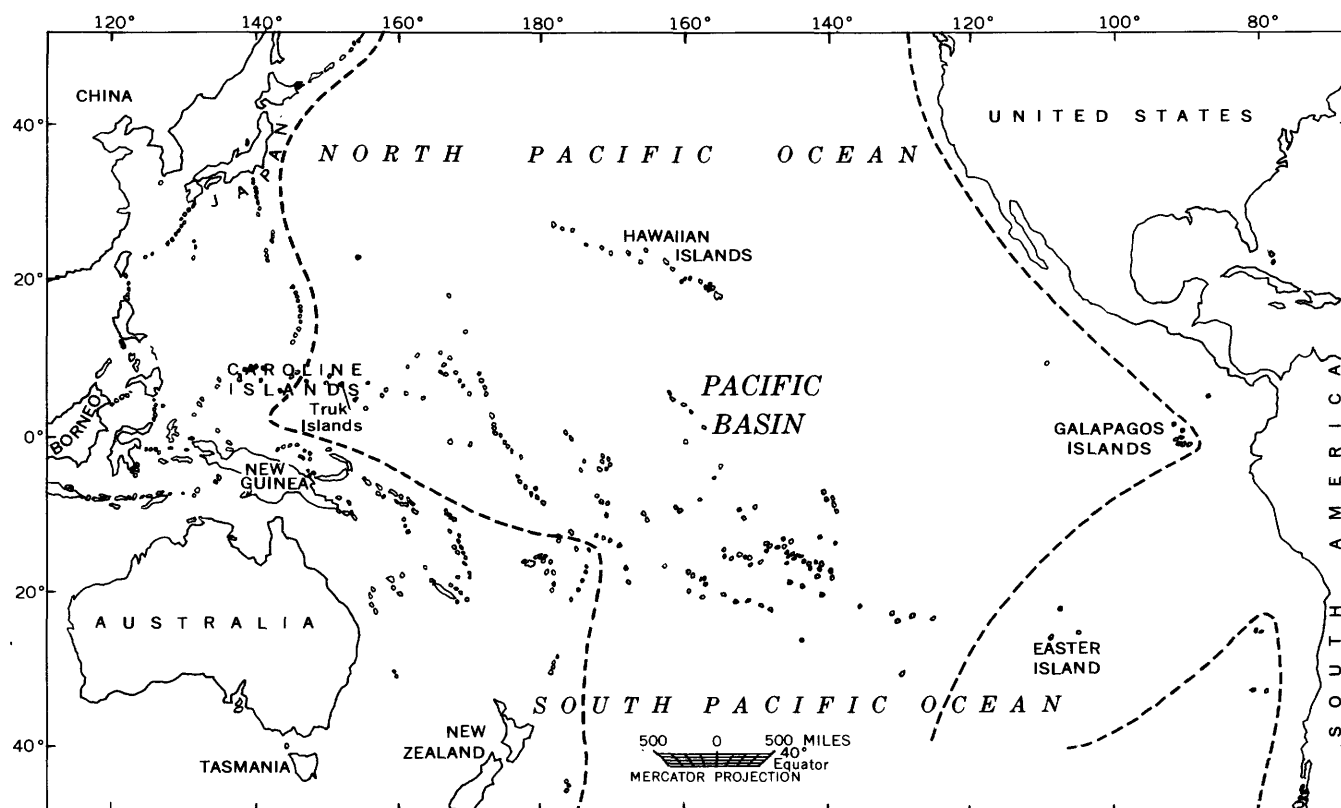 120° 140° 160° 180° 160° 140° 120° 100° 80°
CHINA
UNITED STATES
40°
JAPAN
NORTH PACIFIC OCEAN
HAWAIIAN
ISLANDS
20°
CAROLINE
ISLANDS
Truk
Islands
PACIFIC
BASIN
BORNEO
0°
GALAPAGOS
ISLANDS
NEW
GUINEA
SOUTH AMERICA
20°
AUSTRALIA
EASTER
ISLAND
SOUTH PACIFIC OCEAN
NEW
ZEALAND
40°
TASMANIA
500 0 500 MILES
40°
Equator
MERCATOR PROJECTION